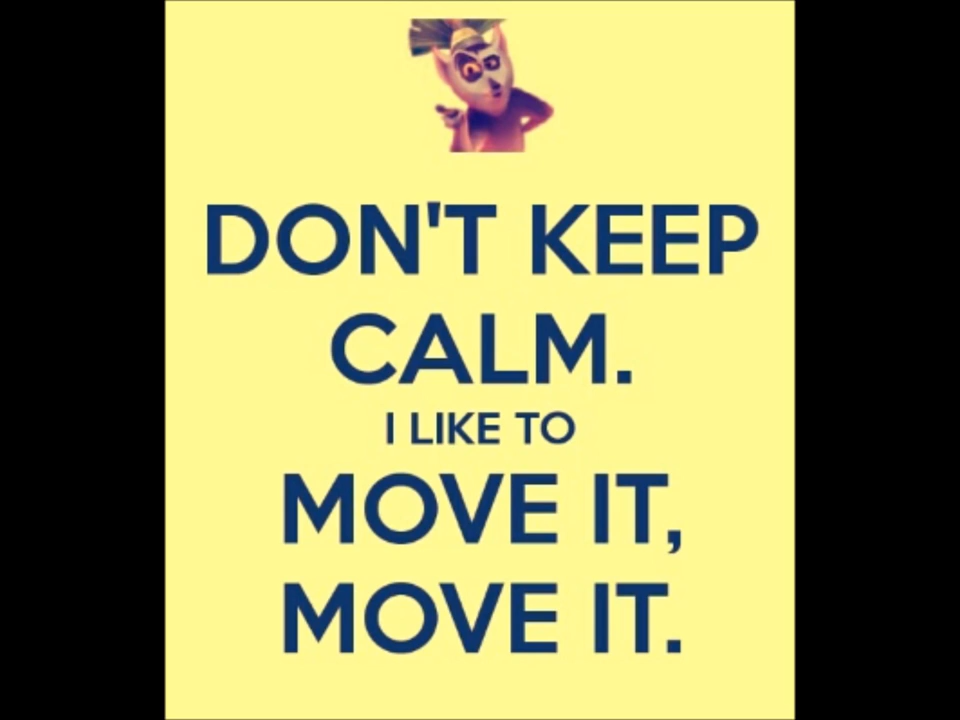 DON'T KEEP
CALM.
I LIKE TO
MOVE IT,
MOVE IT.